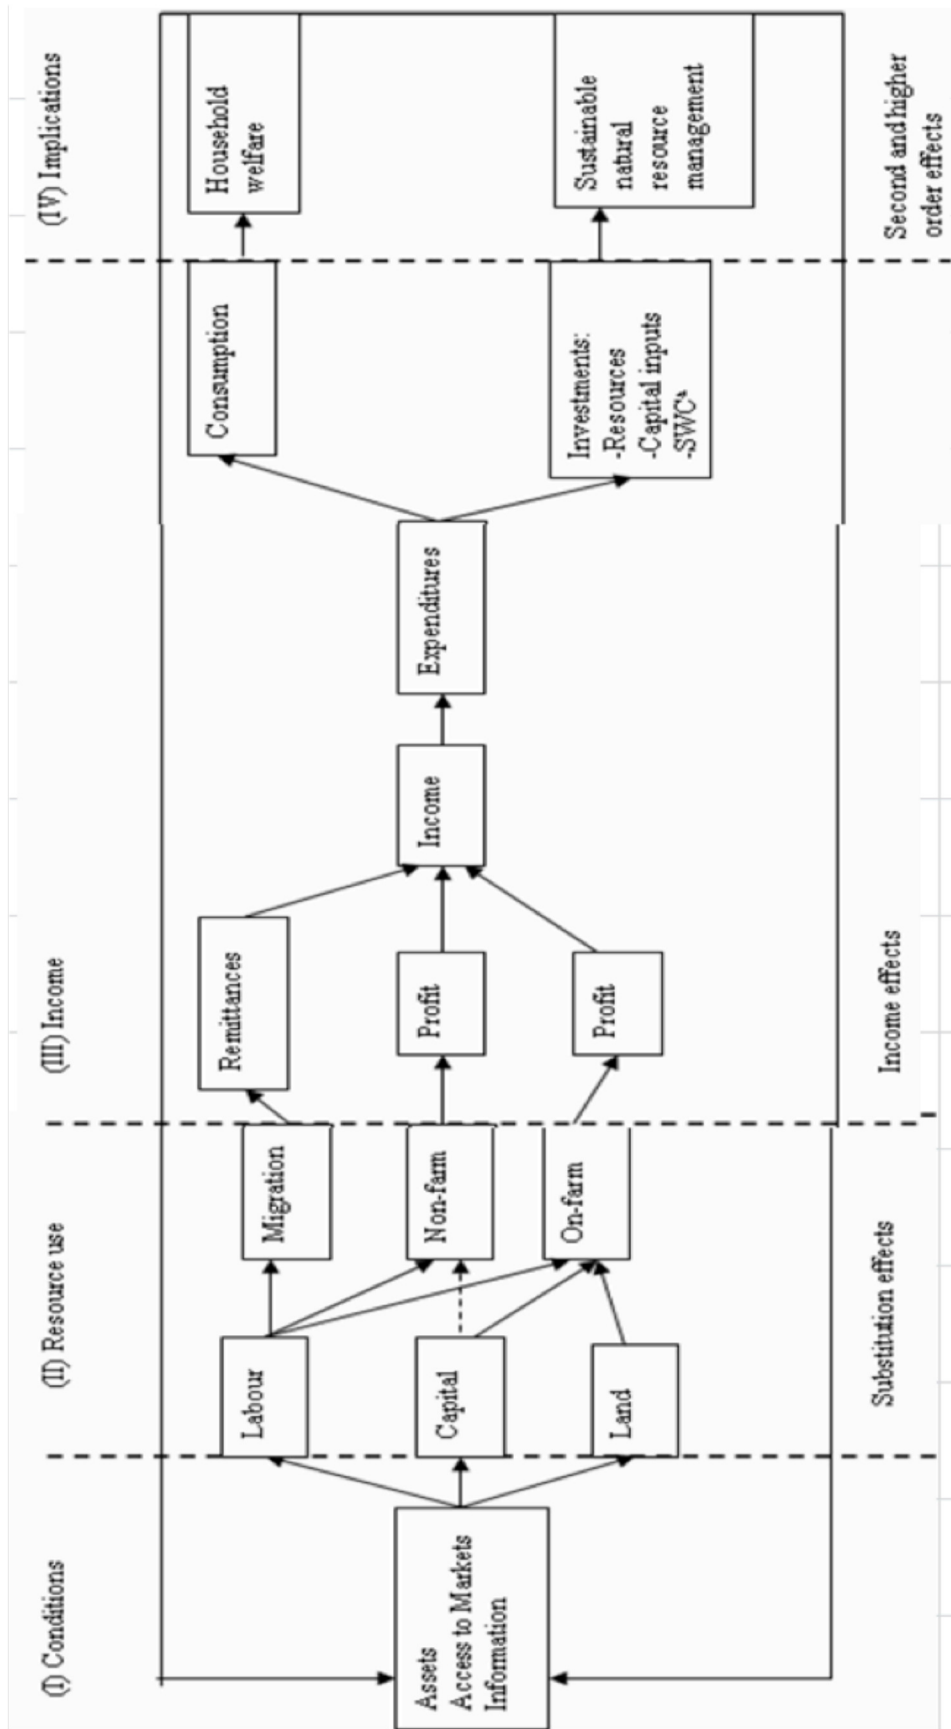 (I) Conditions
(II) Resource use
(III) Income
(IV) Implications
Assets
Access to Markets
Information
Labour
Capital
Land
Migration
Non-farm
On-farm
Remittances
Profit
Profit
Income
Expenditures
Consumption
Investments:
-Resources
-Capital inputs
-SWC*
Household
welfare
Sustainable
natural
resource
management
Substitution effects
Income effects
Second and higher
order effects